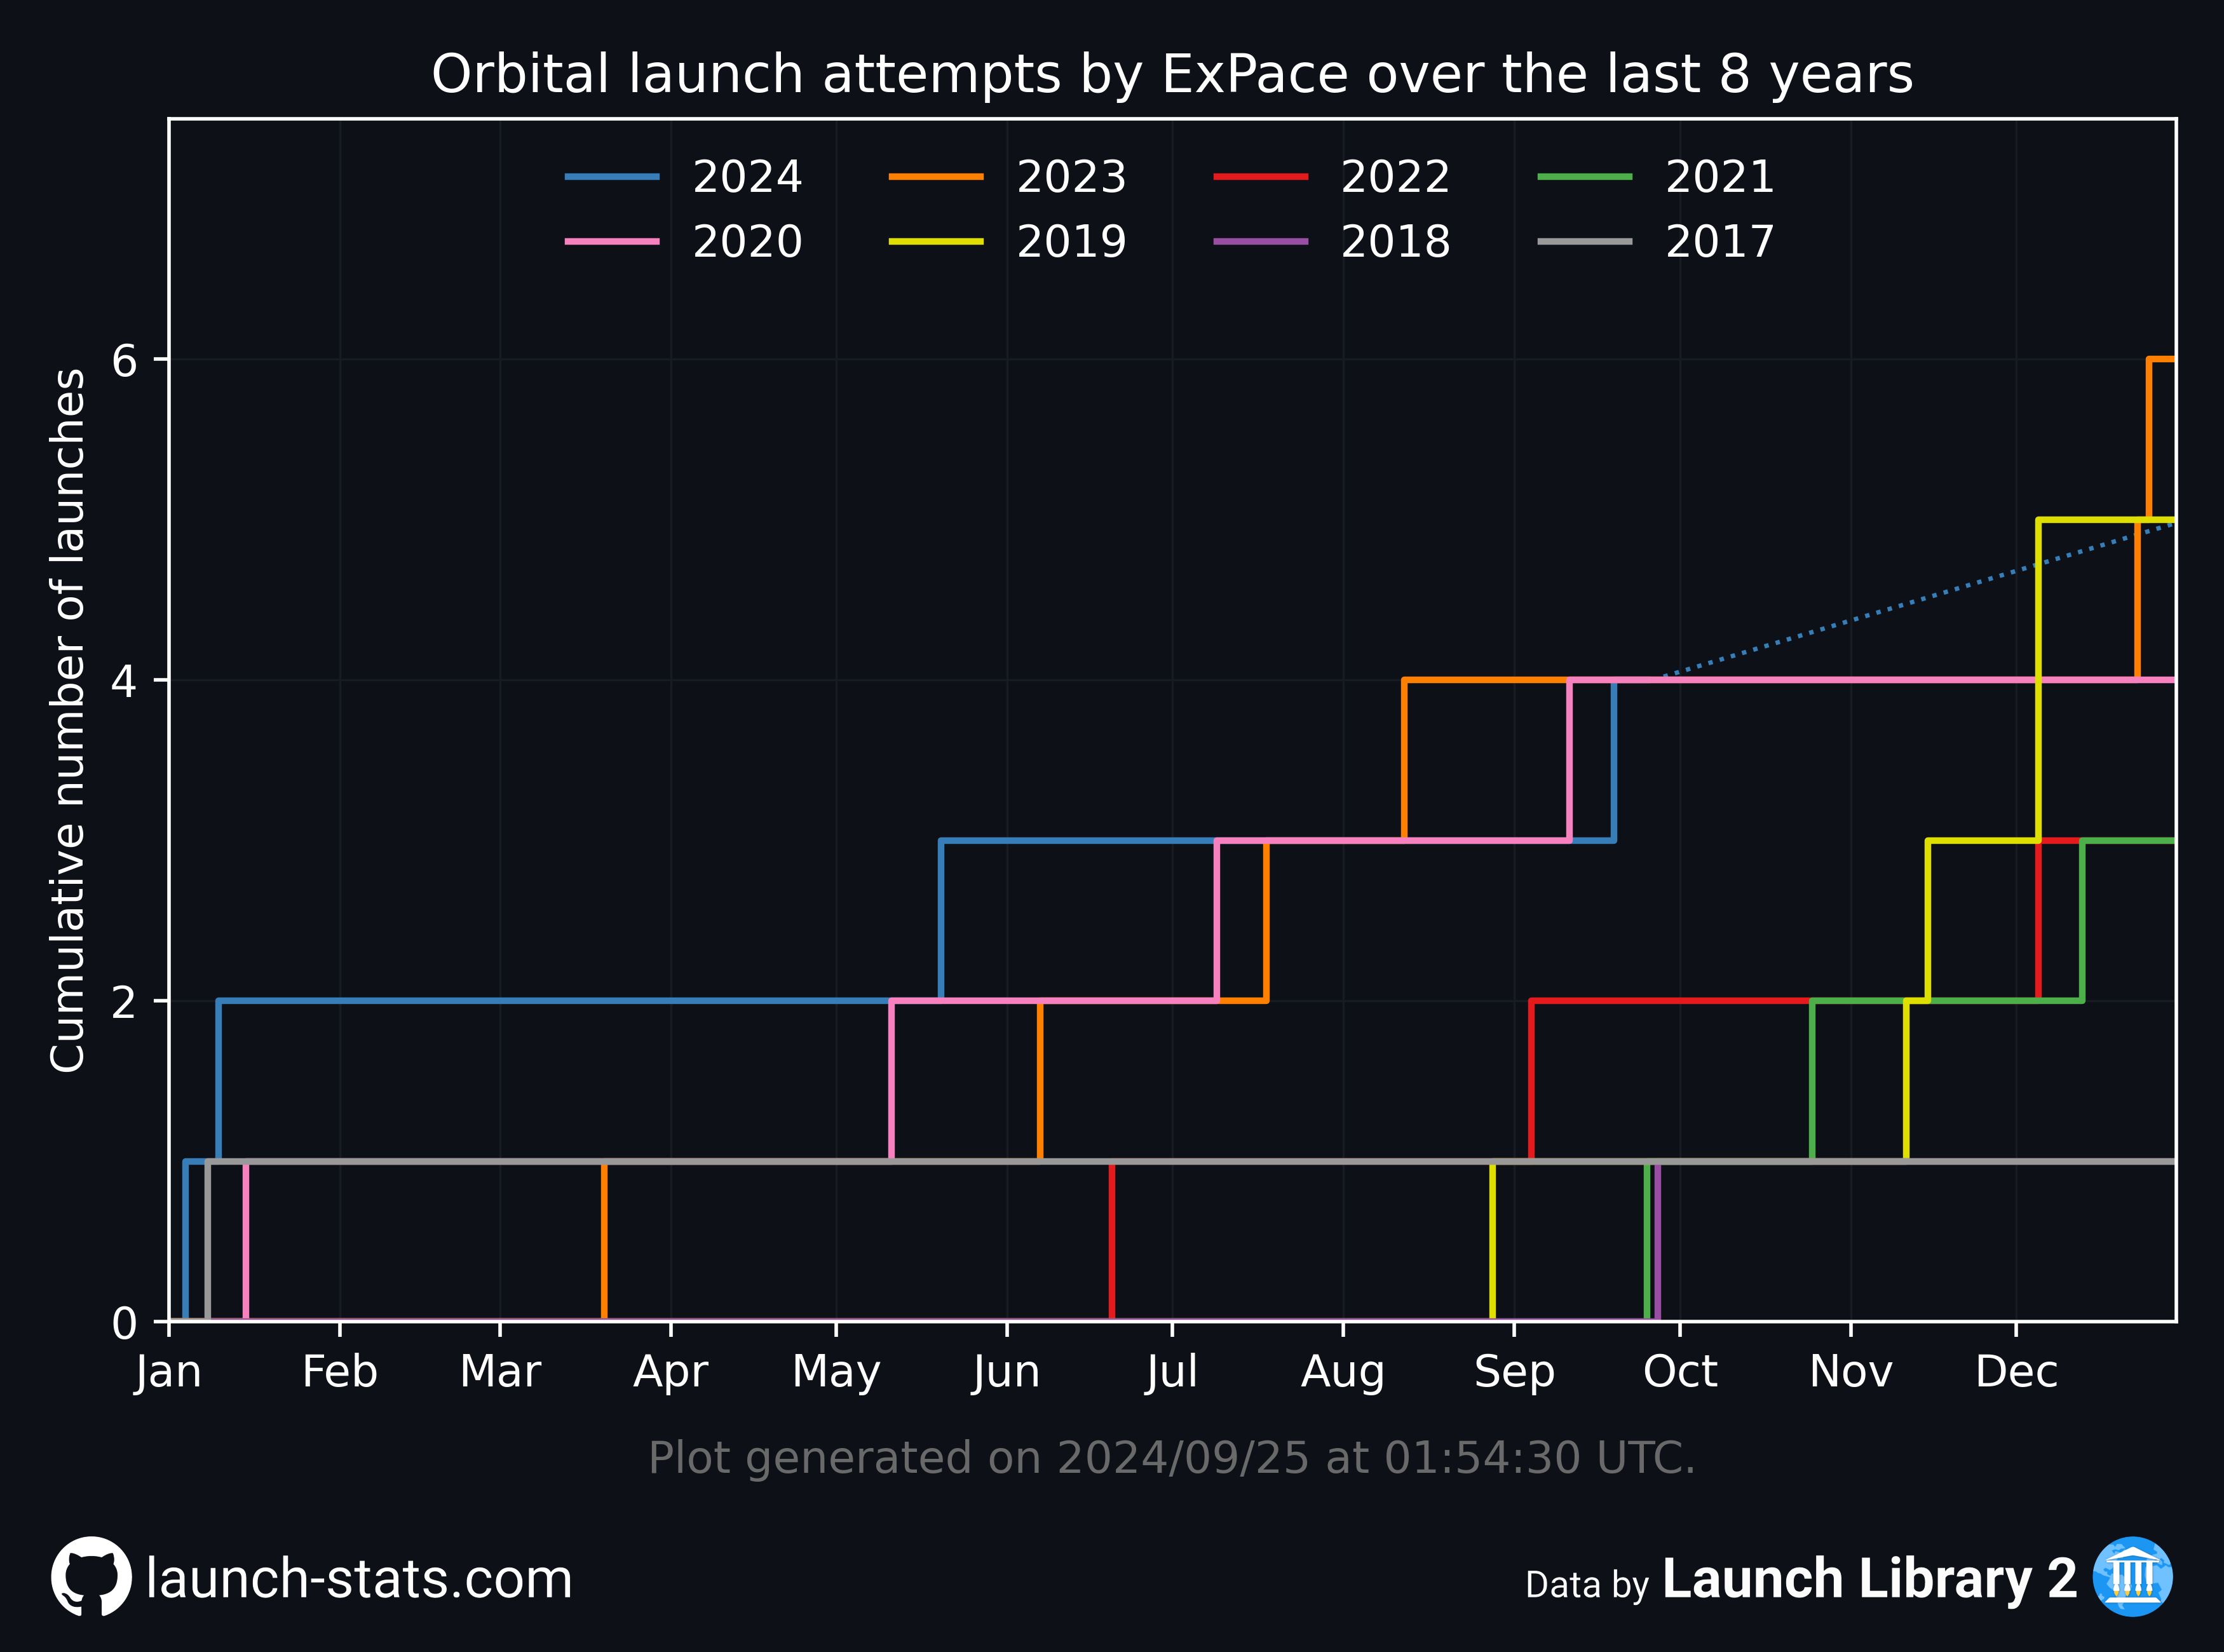 Orbital launch attempts by ExPace over the last 8 years
2024 2023 2022 2021
2020 2019 2018 2017
Cumulative number of launches
6
4
2
0
Jan Feb Mar Apr May Jun Jul Aug Sep Oct Nov Dec
Plot generated on 2024/09/25 at 01:54:30 UTC.
launch-stats.com
Data by Launch Library 2